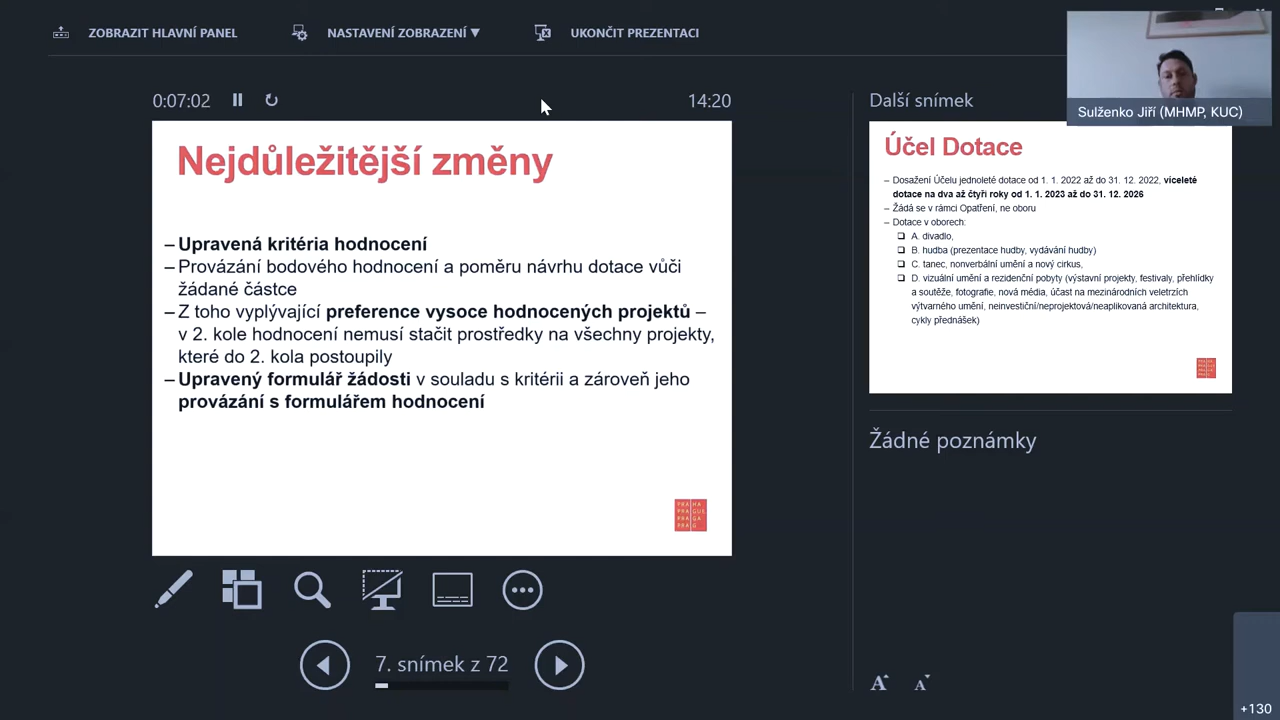 ZOBRAZIT HLAVNÍ PANEL
NASTAVENÍ ZOBRAZENÍ ▼
UKONČIT PREZENTACI
Sulženko Jiří (MHMP, KUC)
0:07:02
14:20
Nejdůležitější změny
– Upravená kritéria hodnocení
– Provázání bodového hodnocení a poměru návrhu dotace vůči
žádané částce
– Z toho vyplývající preference vysoce hodnocených projektů –
v 2. kole hodnocení nemusí stačit prostředky na všechny projekty,
které do 2. kola postoupily
– Upravený formulář žádosti v souladu s kritérii a zároveň jeho
provázání s formulářem hodnocení
PRA|HA
PRA|GUE
PRA|GA
PRA|G
7. snímek z 72
Další snímek
Účel Dotace
– Dosažení Účelu jednoleté dotace od 1. 1. 2022 až do 31. 12. 2022, víceleté
dotace na dva až čtyři roky od 1. 1. 2023 až do 31. 12. 2026
– Žádá se v rámci Opatření, ne oboru
– Dotace v oborech:
❑ A. divadlo,
❑ B. hudba (prezentace hudby, vydávání hudby)
❑ C. tanec, nonverbální umění a nový cirkus,
❑ D. vizuální umění a rezidenční pobyty (výstavní projekty, festivaly, přehlídky
a soutěže, fotografie, nová média, účast na mezinárodních veletrzích
výtvarného umění, neinvestiční/neprojektová/neaplikovaná architektura,
cykly přednášek)
Žádné poznámky
A A
+130